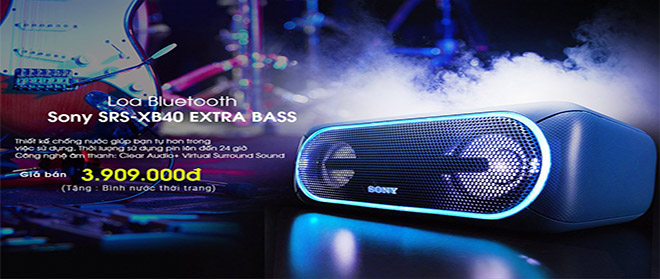 Loa Bluetooth
Sony SRS-XB40 EXTRA BASS
Thiết kế chống nước giúp bạn tự hơn trong
việc sử dụng. Thời lượng sử dụng pin lên đến 24 giờ
Công nghệ âm thanh: Clear Audio+ Virtual Surround Sound
Giá bán 3.909.000đ
(Tặng : Bình nước thời trang)
SONY